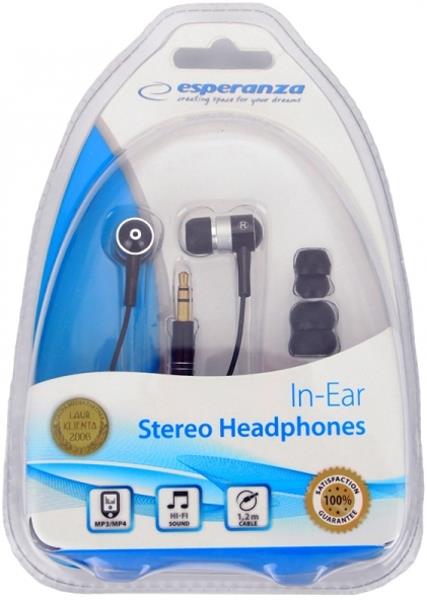 esperanza
creating space for your dreams
R
In-Ear
Stereo Headphones
LAUR
KLIENTA
2006
MP3/MP4
HI-FI
SOUND
1,2 m
CABLE
SATISFACTION
100%
GUARANTEE